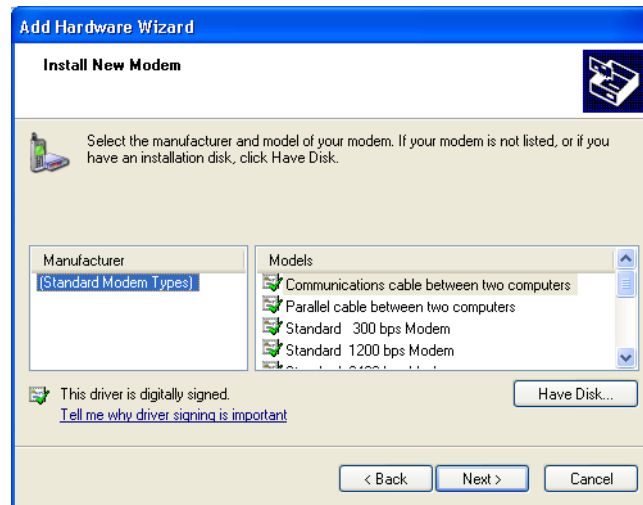 Add Hardware Wizard
Install New Modem
Select the manufacturer and model of your modem. If your modem is not listed, or if you
have an installation disk, click Have Disk.
Manufacturer
(Standard Modem Types)
Models
Communications cable between two computers
Parallel cable between two computers
Standard 300 bps Modem
Standard 1200 bps Modem
This driver is digitally signed.
Tell me why driver signing is important
Have Disk...
< Back
Next >
Cancel